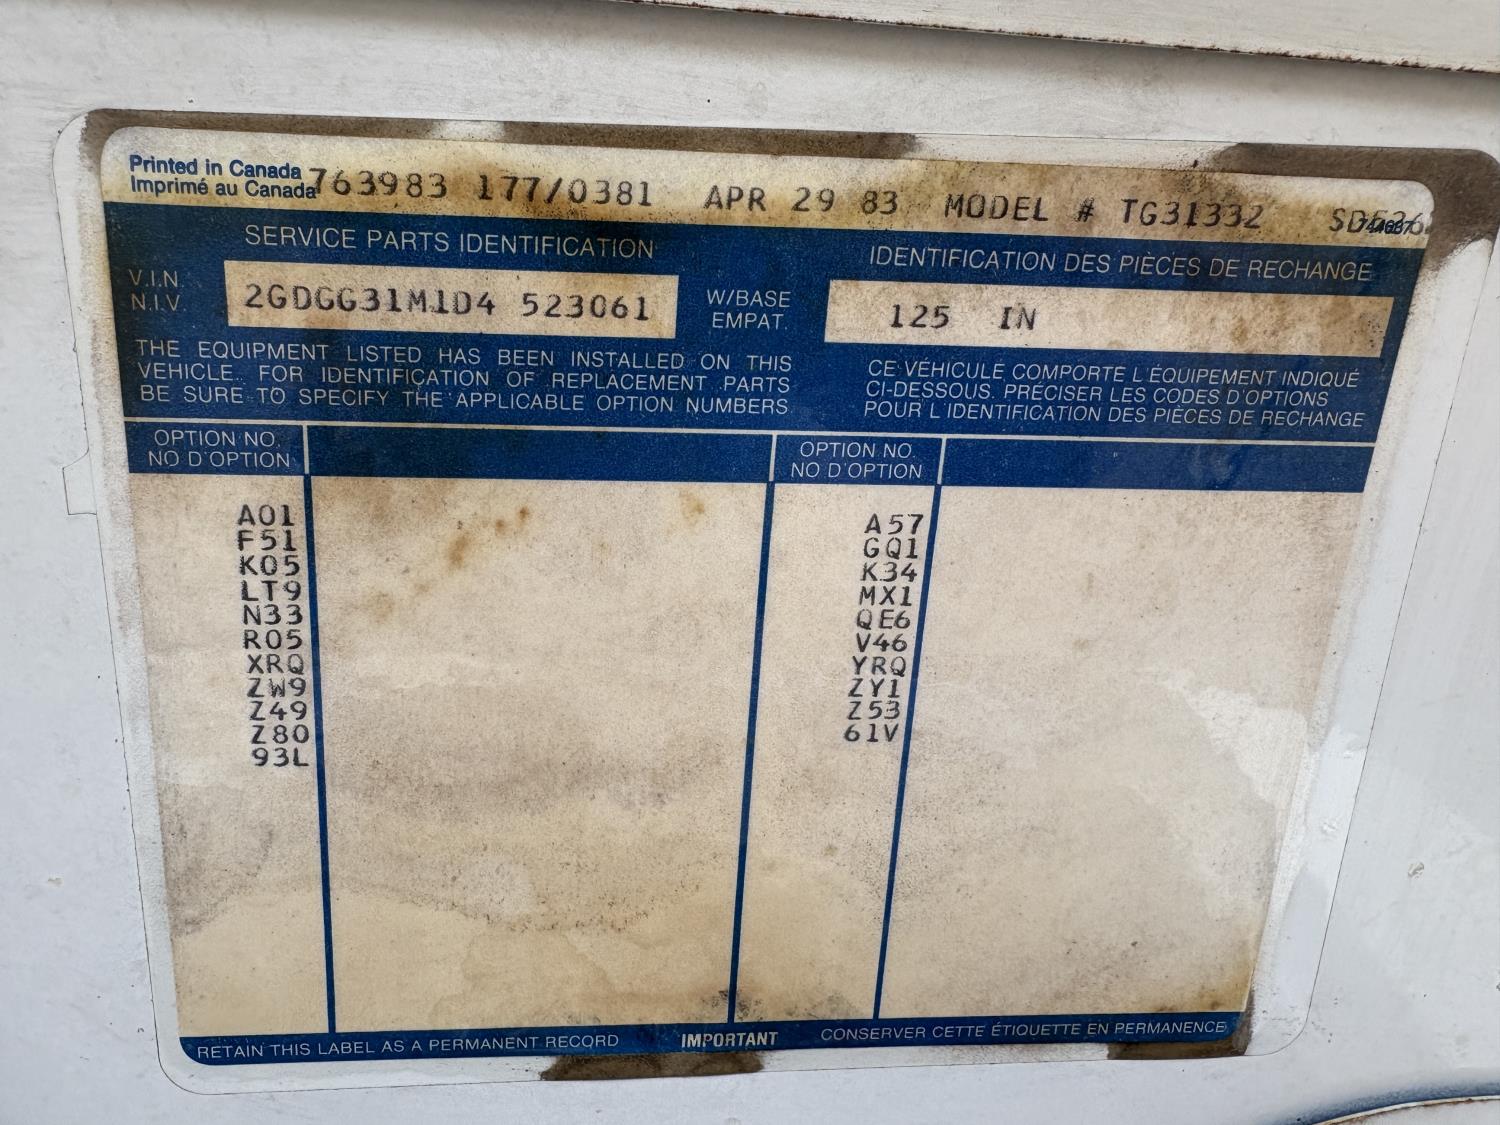 Printed in Canada
Imprimé au Canada
763983 177/0381 APR 29 83 MODEL # TG31332
SERVICE PARTS IDENTIFICATION
IDENTIFICATION DES PIÈCES DE RECHANGE
V.I.N.
N.I.V.
2GDGG31M1D4 523061
W/BASE
EMPAT.
125 IN
THE EQUIPMENT LISTED HAS BEEN INSTALLED ON THIS
VEHICLE. FOR IDENTIFICATION OF REPLACEMENT PARTS
BE SURE TO SPECIFY THE APPLICABLE OPTION NUMBERS.
CE VÉHICULE COMPORTE L'ÉQUIPEMENT INDIQUÉ
CI-DESSOUS. PRÉCISER LES CODES D'OPTIONS
POUR L'IDENTIFICATION DES PIÈCES DE RECHANGE
OPTION NO.
NO D'OPTION
OPTION NO.
NO D'OPTION
A01
F51
K05
LT9
N33
R05
XRQ
ZW9
Z49
Z80
93L
A57
GQ1
K34
MX1
QE6
V46
YRQ
ZY1
Z53
61V
RETAIN THIS LABEL AS A PERMANENT RECORD
IMPORTANT
CONSERVER CETTE ÉTIQUETTE EN PERMANENCE